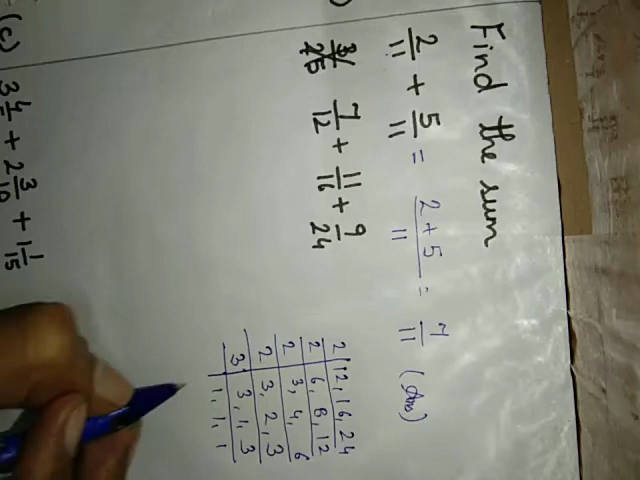 Find the sum
2/11 + 5/11 = 2+5/11 = 7/11 (Ans)
7/12 + 11/16 + 9/24
2 | 12, 16, 24
2 | 6, 8, 12
2 | 3, 4, 6
2 | 3, 2, 3
3 | 3, 1, 3
1, 1, 1
(c) 3 4/ + 2 3/10 + 1 1/15